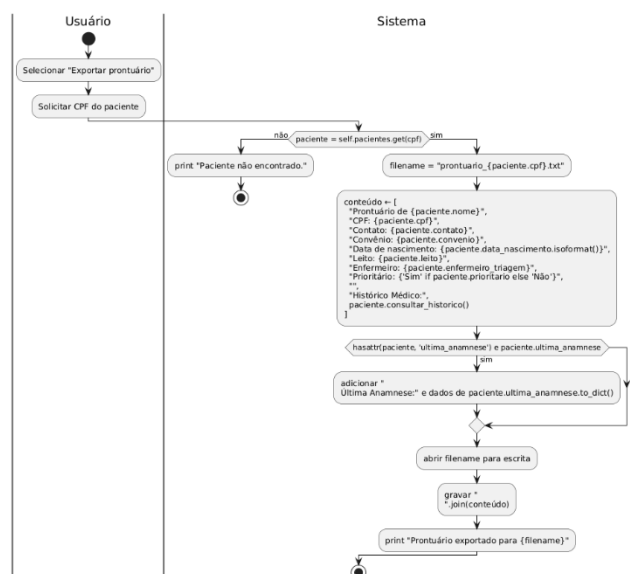 Usuário
Sistema
Selecionar "Exportar prontuário"
Solicitar CPF do paciente
não
paciente = self.pacientes.get(cpf)
sim
print "Paciente não encontrado."
filename = "prontuario_{paciente.cpf}.txt"
conteúdo ← [
"Prontuário de {paciente.nome}",
"CPF: {paciente.cpf}",
"Contato: {paciente.contato}",
"Convênio: {paciente.convenio}",
"Data de nascimento: {paciente.data_nascimento.isoformat()}",
"Leito: {paciente.leito}",
"Enfermeiro: {paciente.enfermeiro_triagem}",
"Prioritário: {'Sim' if paciente.prioritario else 'Não'}",
"",
"Histórico Médico:",
paciente.consultar_historico()
]
hasattr(paciente, 'ultima_anamnese') e paciente.ultima_anamnese
sim
adicionar "
Última Anamnese:" e dados de paciente.ultima_anamnese.to_dict()
abrir filename para escrita
gravar "
".join(conteúdo)
print "Prontuário exportado para {filename}"